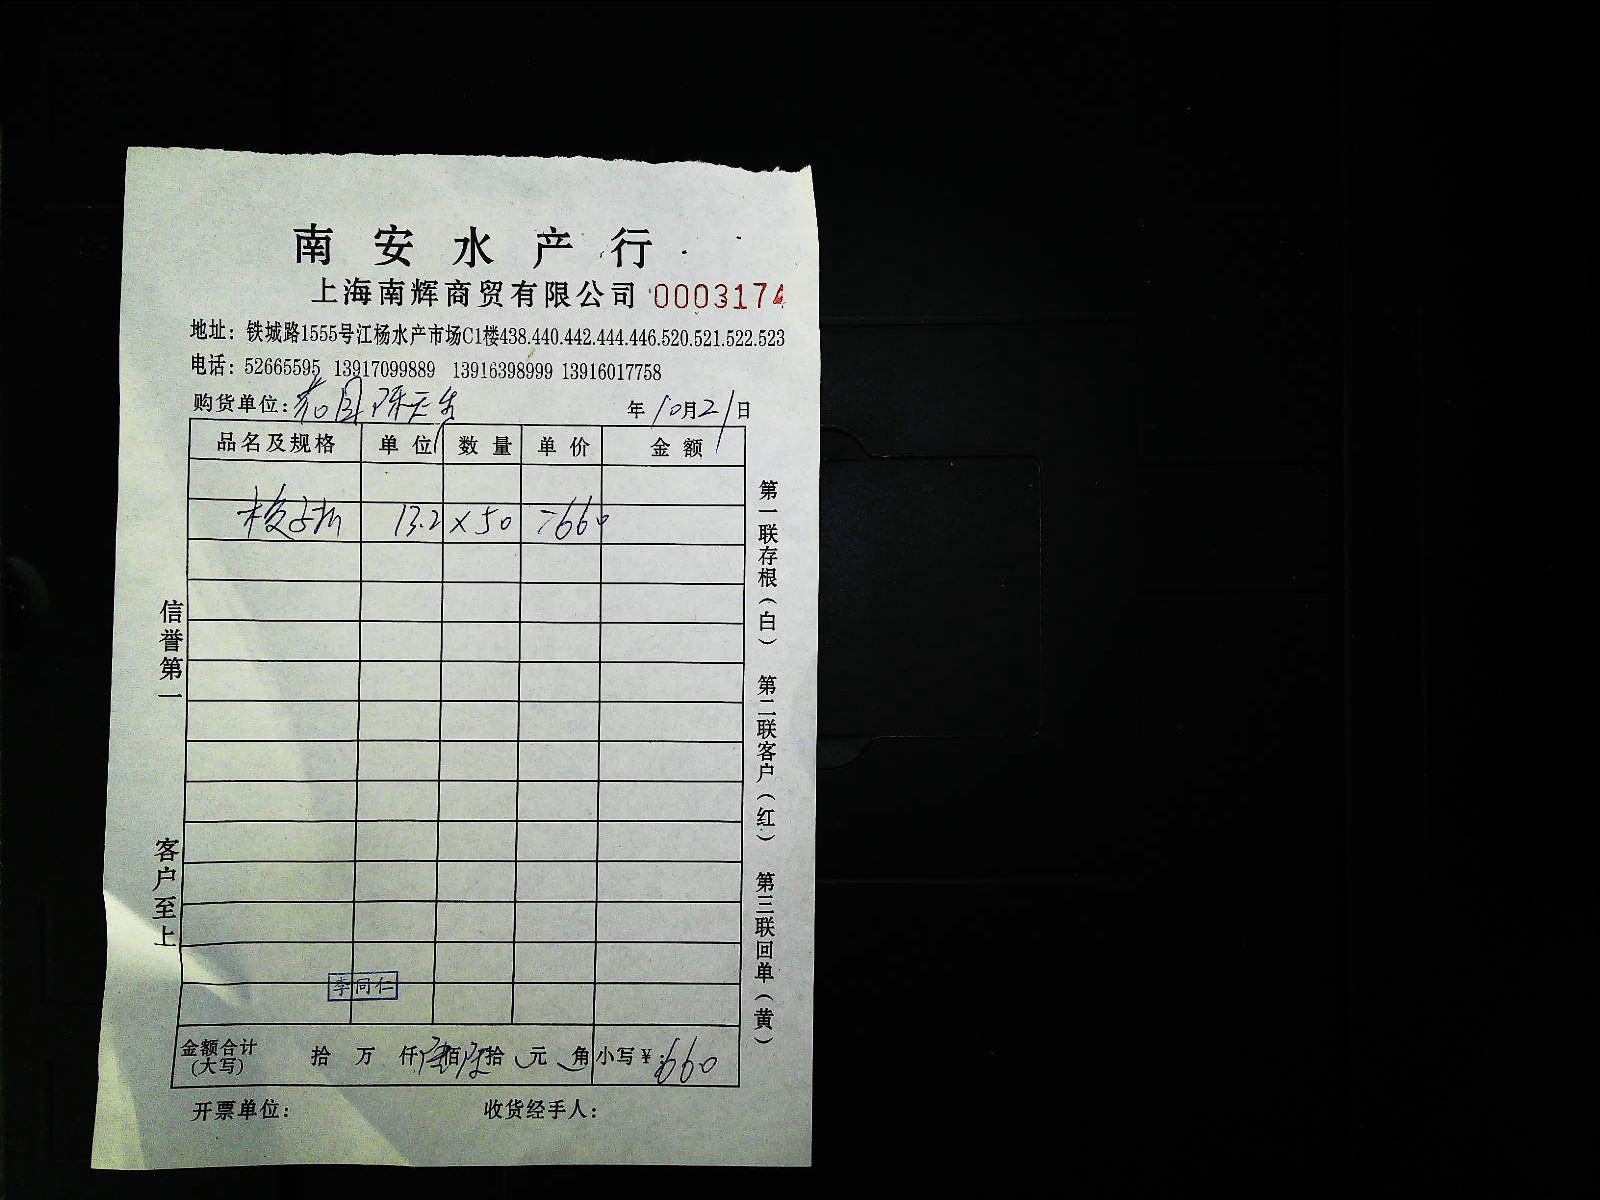 南安水产行
上海南辉商贸有限公司 0003174
地址：铁城路1555号江杨水产市场C1楼438.440.442.444.446.520.521.522.523
电话：52665595 13917099889 13916398999 13916017758
购货单位：
年10月21日
品名及规格 单位 数量 单价 金额
13.2×50 =660
李同仁
金额合计(大写) 拾 万 仟陆佰陆拾 元 角 小写¥:660
开票单位： 收货经手人：
信誉第一 客户至上
第一联存根(白) 第二联客户(红) 第三联回单(黄)